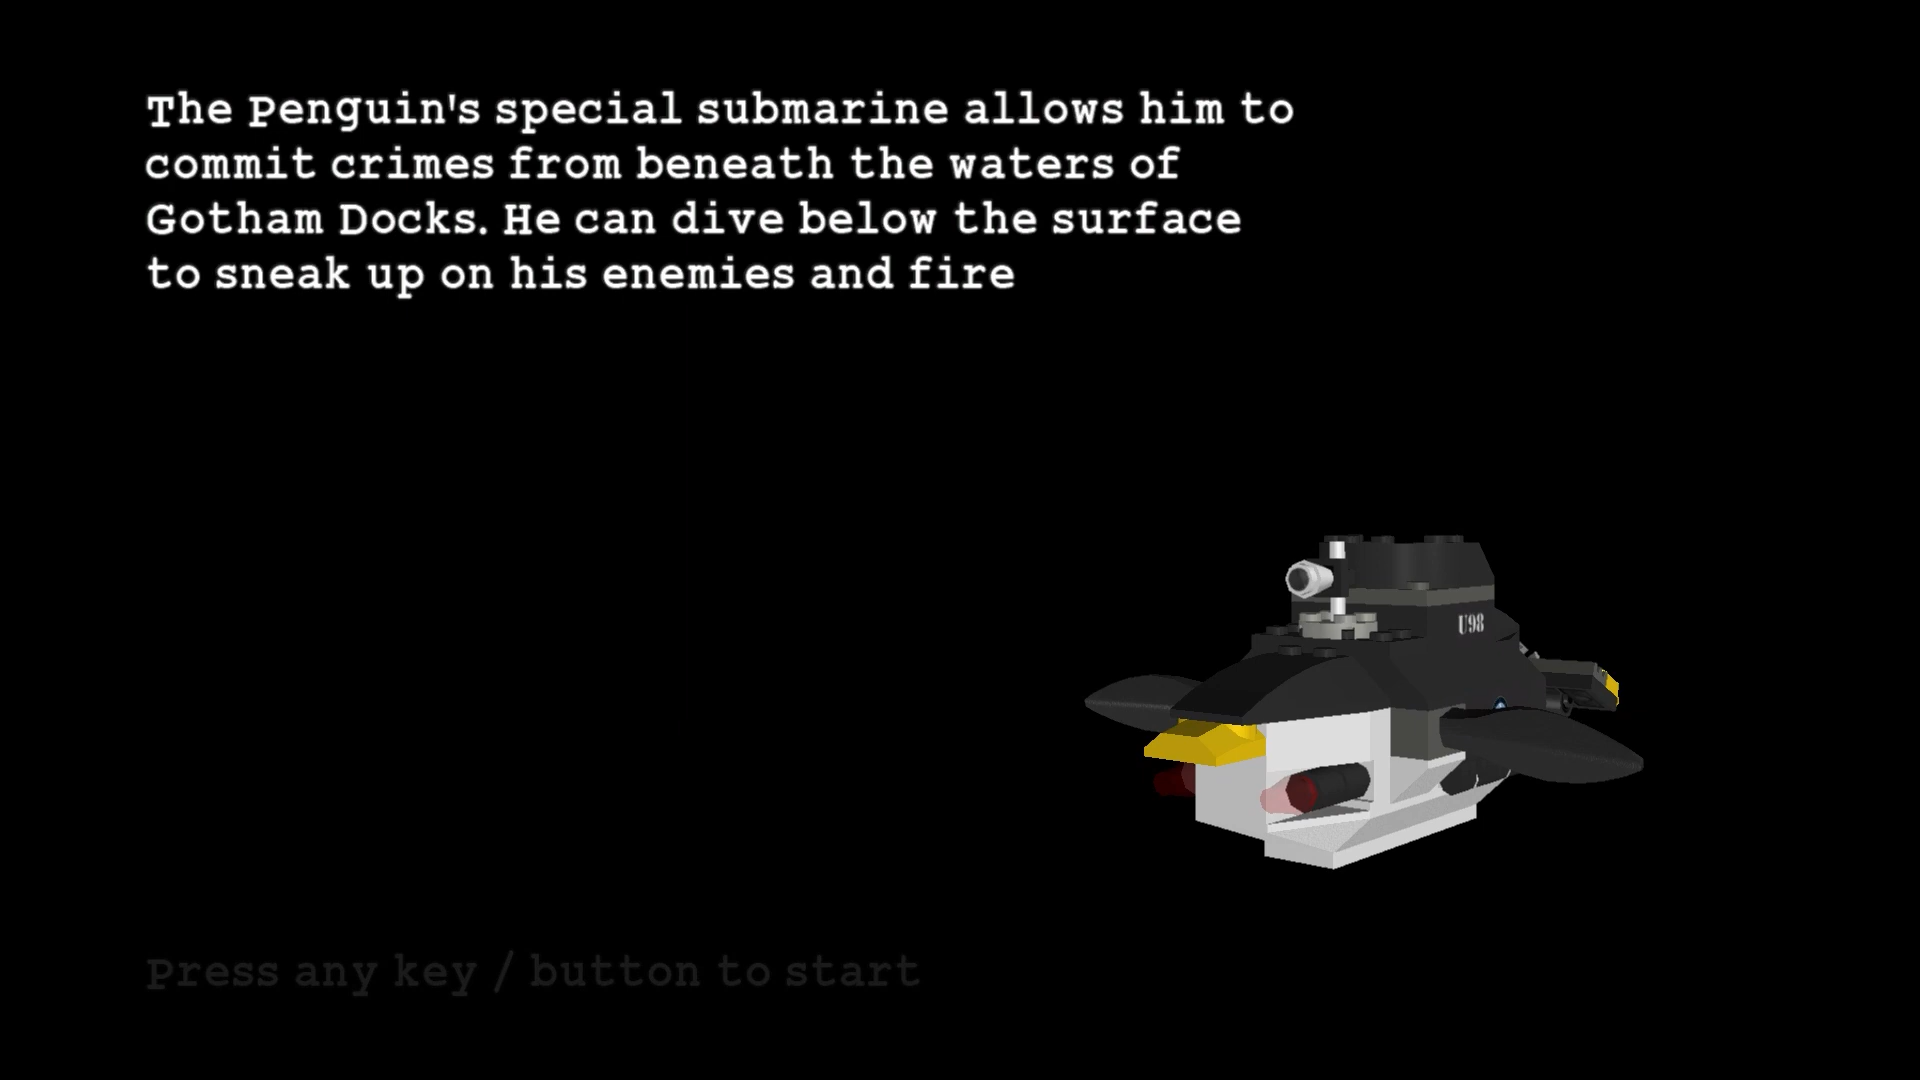 The Penguin's special submarine allows him to
commit crimes from beneath the waters of
Gotham Docks. He can dive below the surface
to sneak up on his enemies and fire
U98
Press any key / button to start